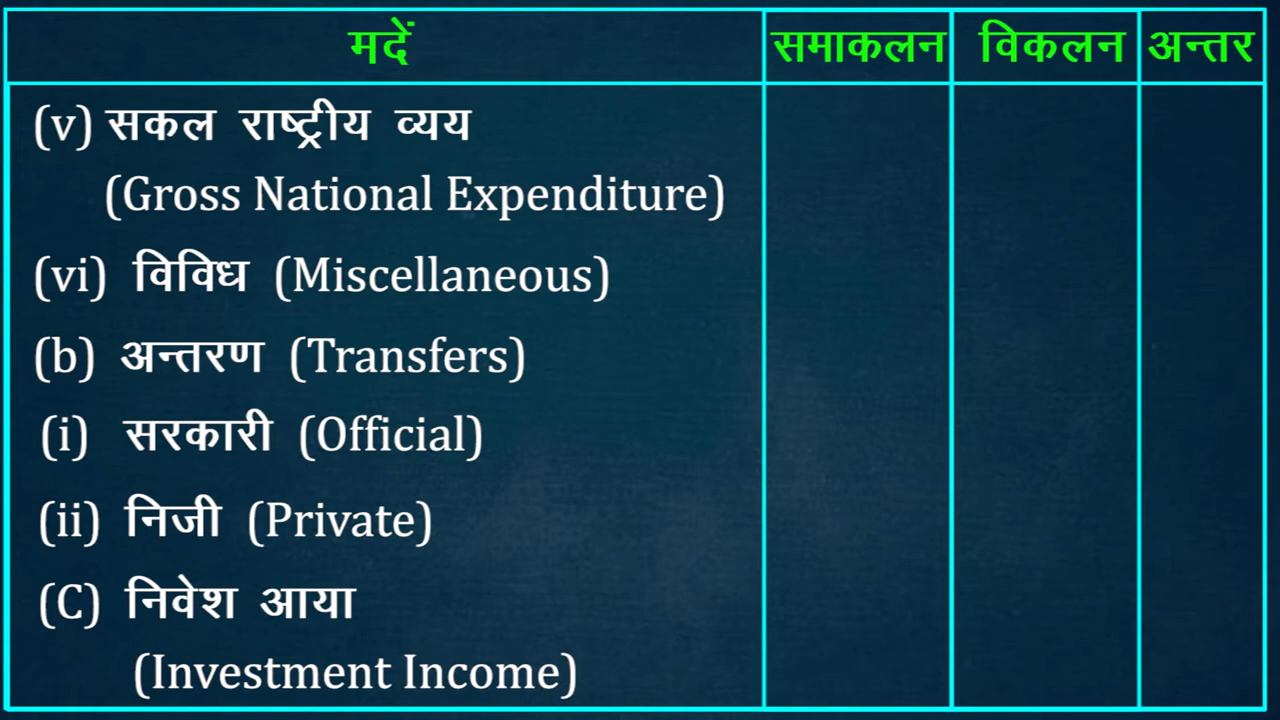 मदें समाकलन विकलन अन्तर
(v) सकल राष्ट्रीय व्यय
(Gross National Expenditure)
(vi) विविध (Miscellaneous)
(b) अन्तरण (Transfers)
(i) सरकारी (Official)
(ii) निजी (Private)
(C) निवेश आया
(Investment Income)